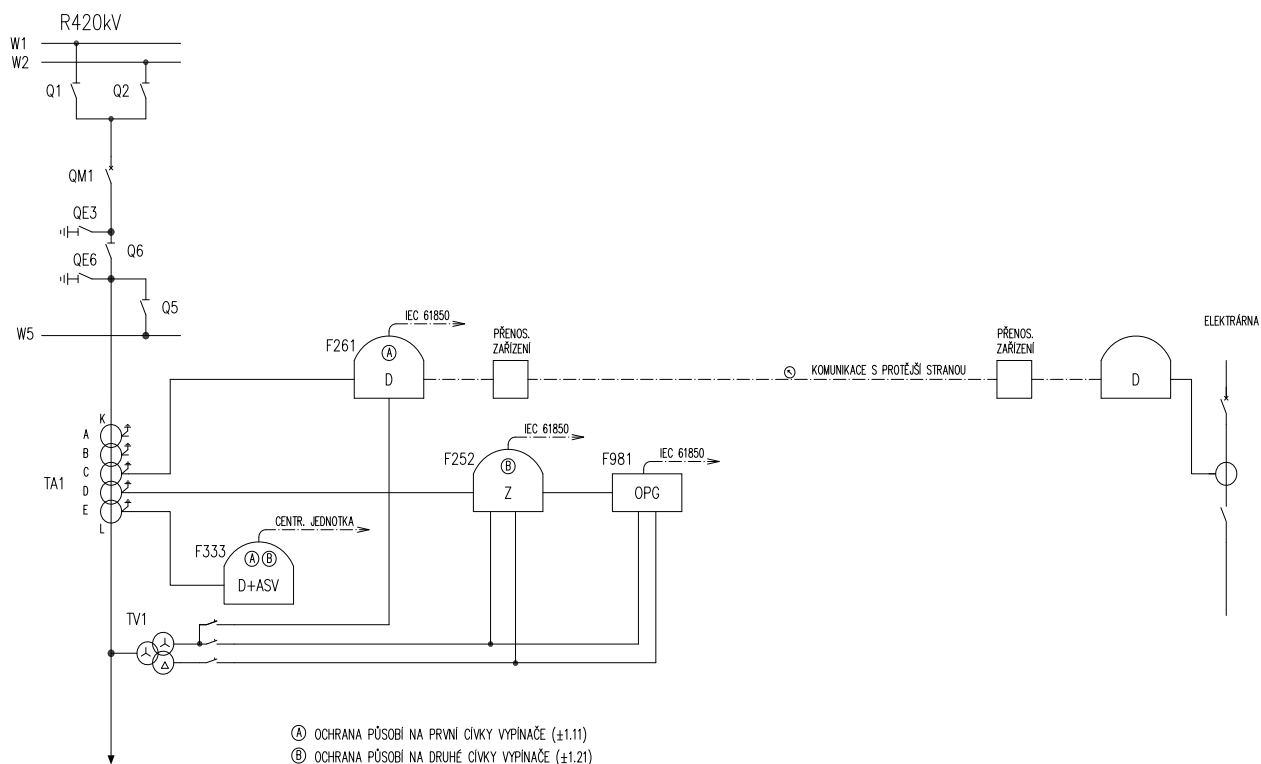 R420kV
W1
W2
Q1
Q2
QM1
QE3
Q6
QE6
Q5
W5
IEC 61850
F261
A
D
PŘENOS.
ZAŘÍZENÍ
KOMUNIKACE S PROTĚJŠÍ STRANOU
PŘENOS.
ZAŘÍZENÍ
D
ELEKTRÁRNA
K
A
B
C
D
E
L
TA1
IEC 61850
F252
B
Z
IEC 61850
F981
OPG
CENTR. JEDNOTKA
F333
A B
D+ASV
TV1
A OCHRANA PŮSOBÍ NA PRVNÍ CÍVKY VYPÍNAČE (±1.11)
B OCHRANA PŮSOBÍ NA DRUHÉ CÍVKY VYPÍNAČE (±1.21)